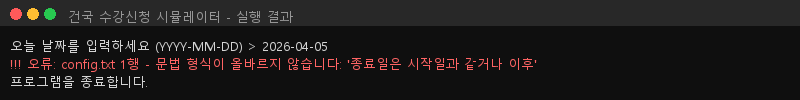 건국 수강신청 시뮬레이터 - 실행 결과
오늘 날짜를 입력하세요 (YYYY-MM-DD) > 2026-04-05
!!! 오류: config.txt 1행 - 문법 형식이 올바르지 않습니다: '종료일은 시작일과 같거나 이후'
프로그램을 종료합니다.